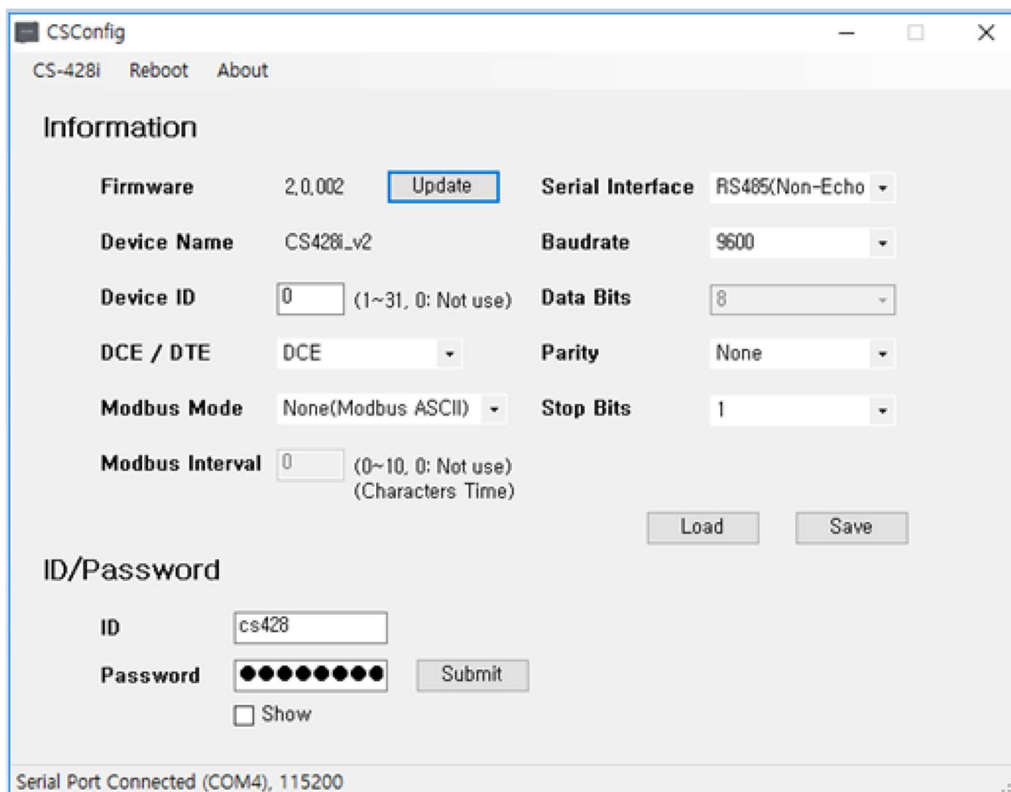 CSConfig
CS-428i Reboot About
Information
Firmware 2.0.002 Update Serial Interface RS485(Non-Echo
Device Name CS428i_v2 Baudrate 9600
Device ID 0 (1~31, 0: Not use) Data Bits 8
DCE / DTE DCE Parity None
Modbus Mode None(Modbus ASCII) Stop Bits 1
Modbus Interval 0 (0~10, 0: Not use)
(Characters Time)
Load Save
ID/Password
ID cs428
Password ●●●●●●●● Submit
Show
Serial Port Connected (COM4), 115200